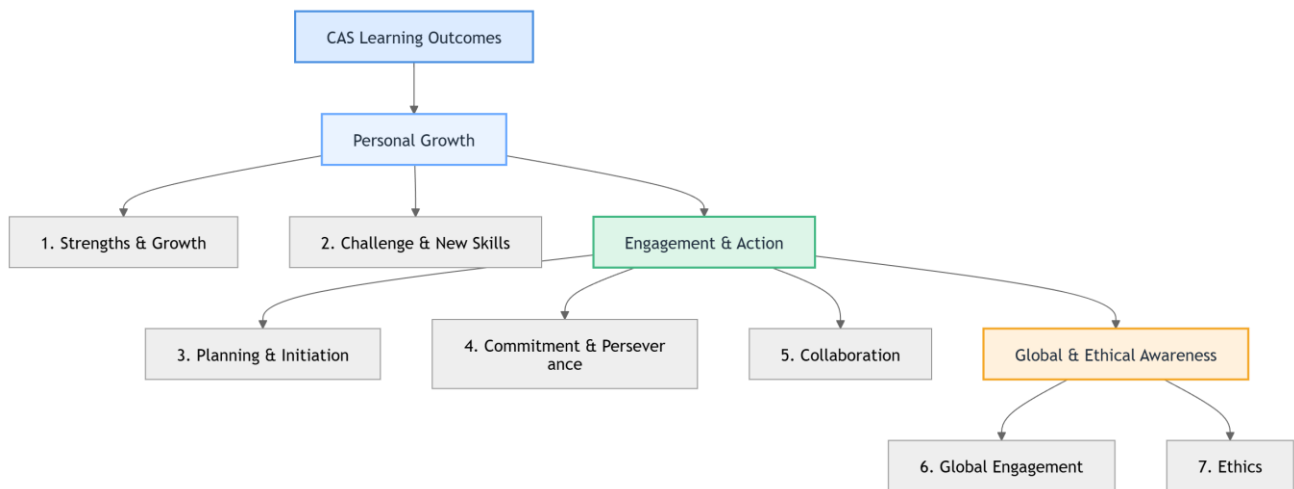 CAS Learning Outcomes
Personal Growth
1. Strengths & Growth
2. Challenge & New Skills
Engagement & Action
3. Planning & Initiation
4. Commitment & Persever
ance
5. Collaboration
Global & Ethical Awareness
6. Global Engagement
7. Ethics